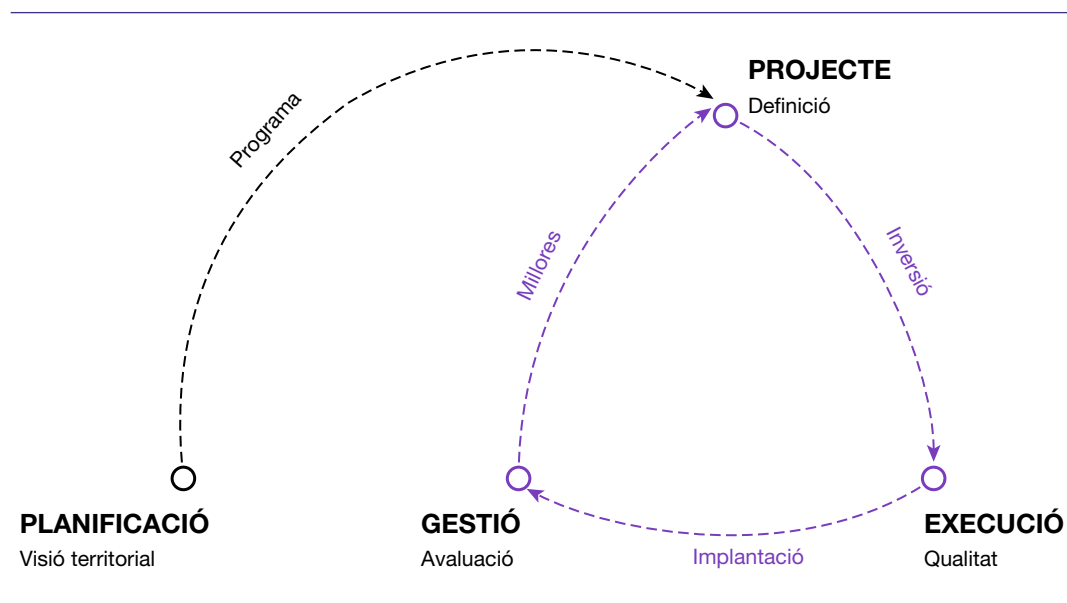 PROJECTE
Definició
Programa
Millores
Inversió
PLANIFICACIÓ
Visió territorial
GESTIÓ
Avaluació
Implantació
EXECUCIÓ
Qualitat